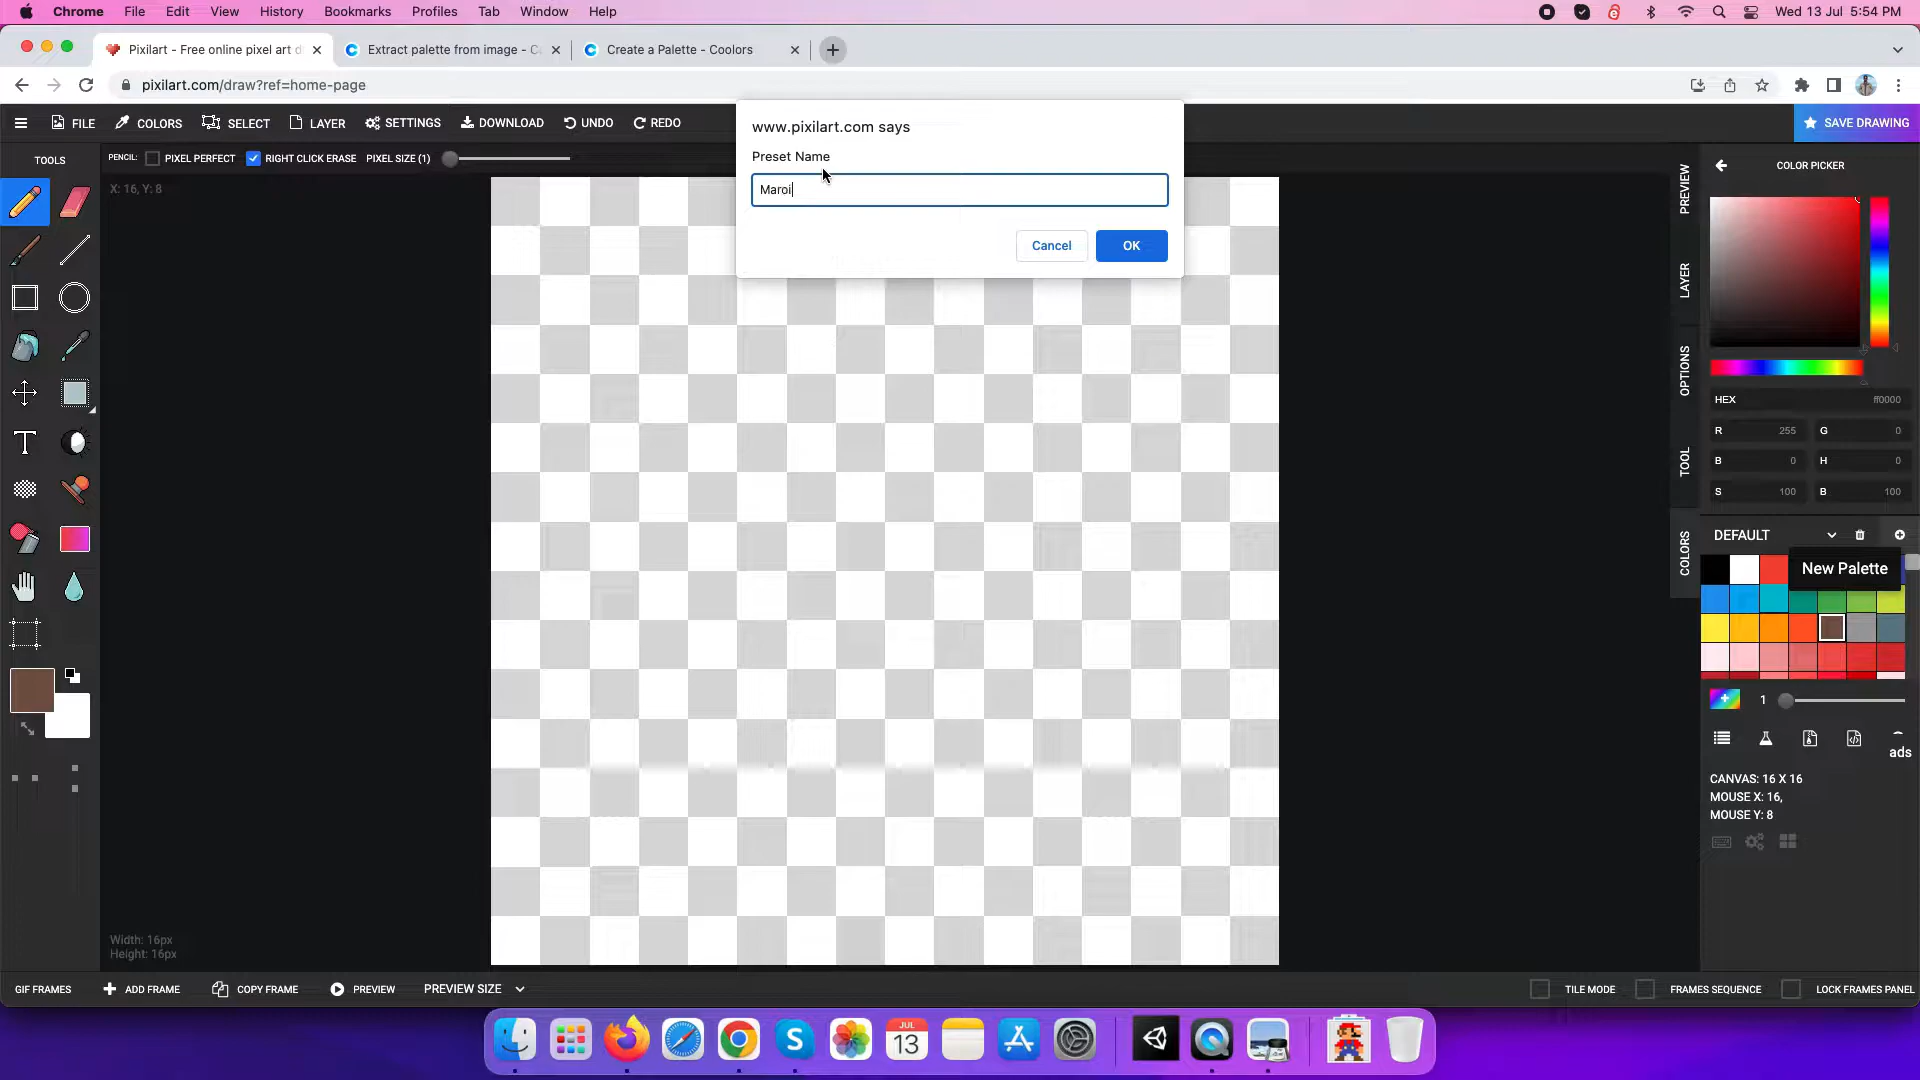 Chrome File Edit View History Bookmarks Profiles Tab Window Help Wed 13 Jul 5:54 PM
Pixilart - Free online pixel art d Extract palette from image - C Create a Palette - Coolors
pixilart.com/draw?ref=home-page
FILE COLORS SELECT LAYER SETTINGS DOWNLOAD UNDO REDO SAVE DRAWING
www.pixilart.com says
Preset Name
Maroi
Cancel OK
TOOLS PENCIL: PIXEL PERFECT RIGHT CLICK ERASE PIXEL SIZE (1)
X: 16, Y: 8
PREVIEW
LAYER
OPTIONS
TOOL
COLORS
COLOR PICKER
HEX ff0000
R 255 G 0
B 0 H 0
S 100 B 100
DEFAULT
New Palette
1
ads
CANVAS: 16 X 16
MOUSE X: 16,
MOUSE Y: 8
Width: 16px
Height: 16px
GIF FRAMES ADD FRAME COPY FRAME PREVIEW PREVIEW SIZE TILE MODE FRAMES SEQUENCE LOCK FRAMES PANEL
JUL
13